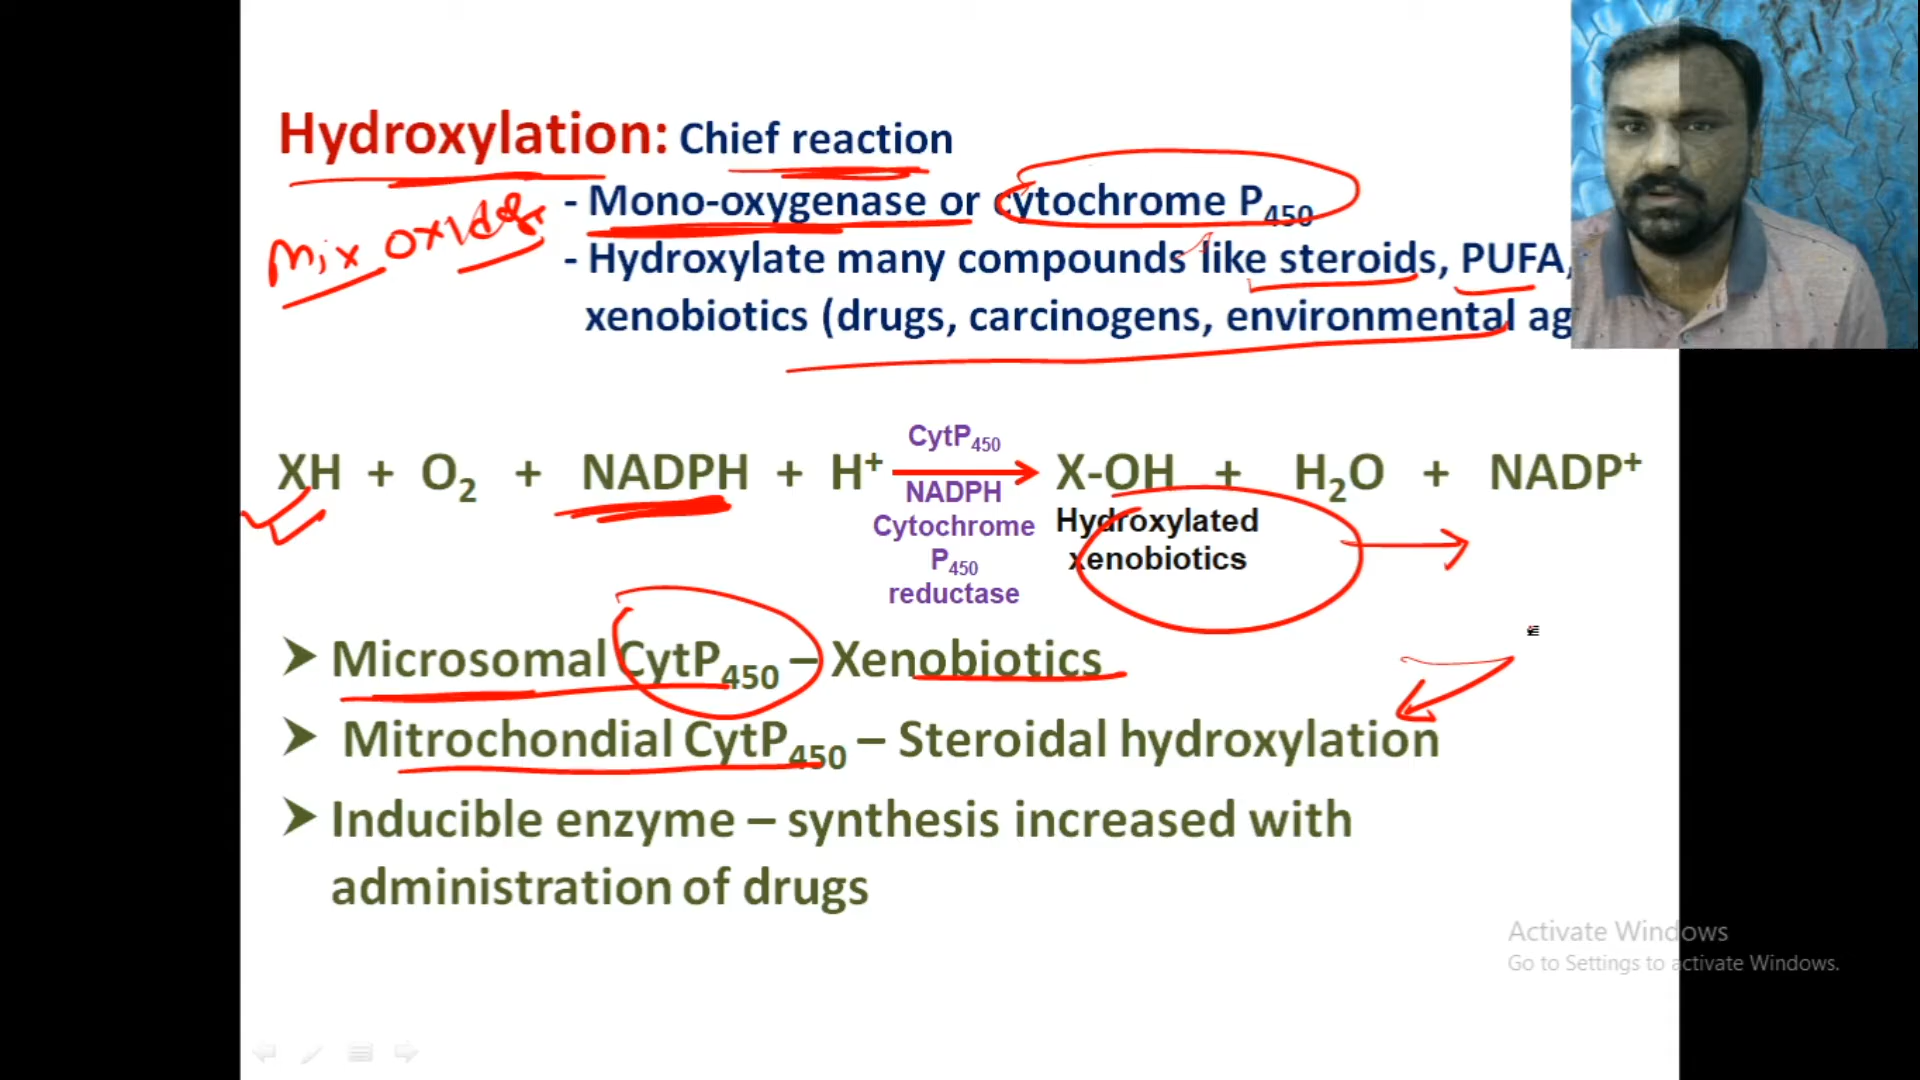 Hydroxylation: Chief reaction
- Mono-oxygenase or cytochrome P450
Mix
- Hydroxylate many compounds like steroids, PUFA,
xenobiotics (drugs, carcinogens, environmental ag
XH + O2 + NADPH + H+ CytP450 X-OH + H2O + NADP+
NADPH
Cytochrome
P450
reductase
Hydroxylated
xenobiotics
➤ Microsomal CytP450 – Xenobiotics
➤ Mitrochondial CytP450 – Steroidal hydroxylation
➤ Inducible enzyme – synthesis increased with
administration of drugs
Activate Windows
Go to Settings to activate Windows.